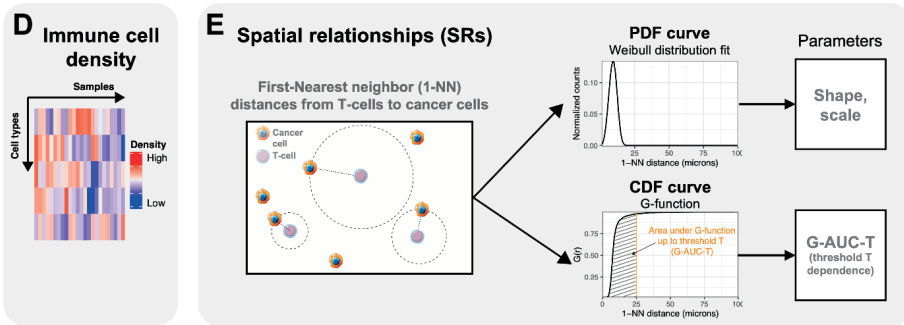 D
Immune cell
density
Samples
Cell types
Density
High
Low
E
Spatial relationships (SRs)
First-Nearest neighbor (1-NN)
distances from T-cells to cancer cells
Cancer
cell
T-cell
PDF curve
Weibull distribution fit
Normalized counts
0.10
0.05
0.00
0
25
50
75
100
1-NN distance (microns)
CDF curve
G-function
G(r)
0.75
0.50
0.25
Area under G-function
up to threshold T
(G-AUC-T)
0
25
50
75
100
1-NN distance (microns)
Parameters
Shape,
scale
G-AUC-T
(threshold T
dependence)